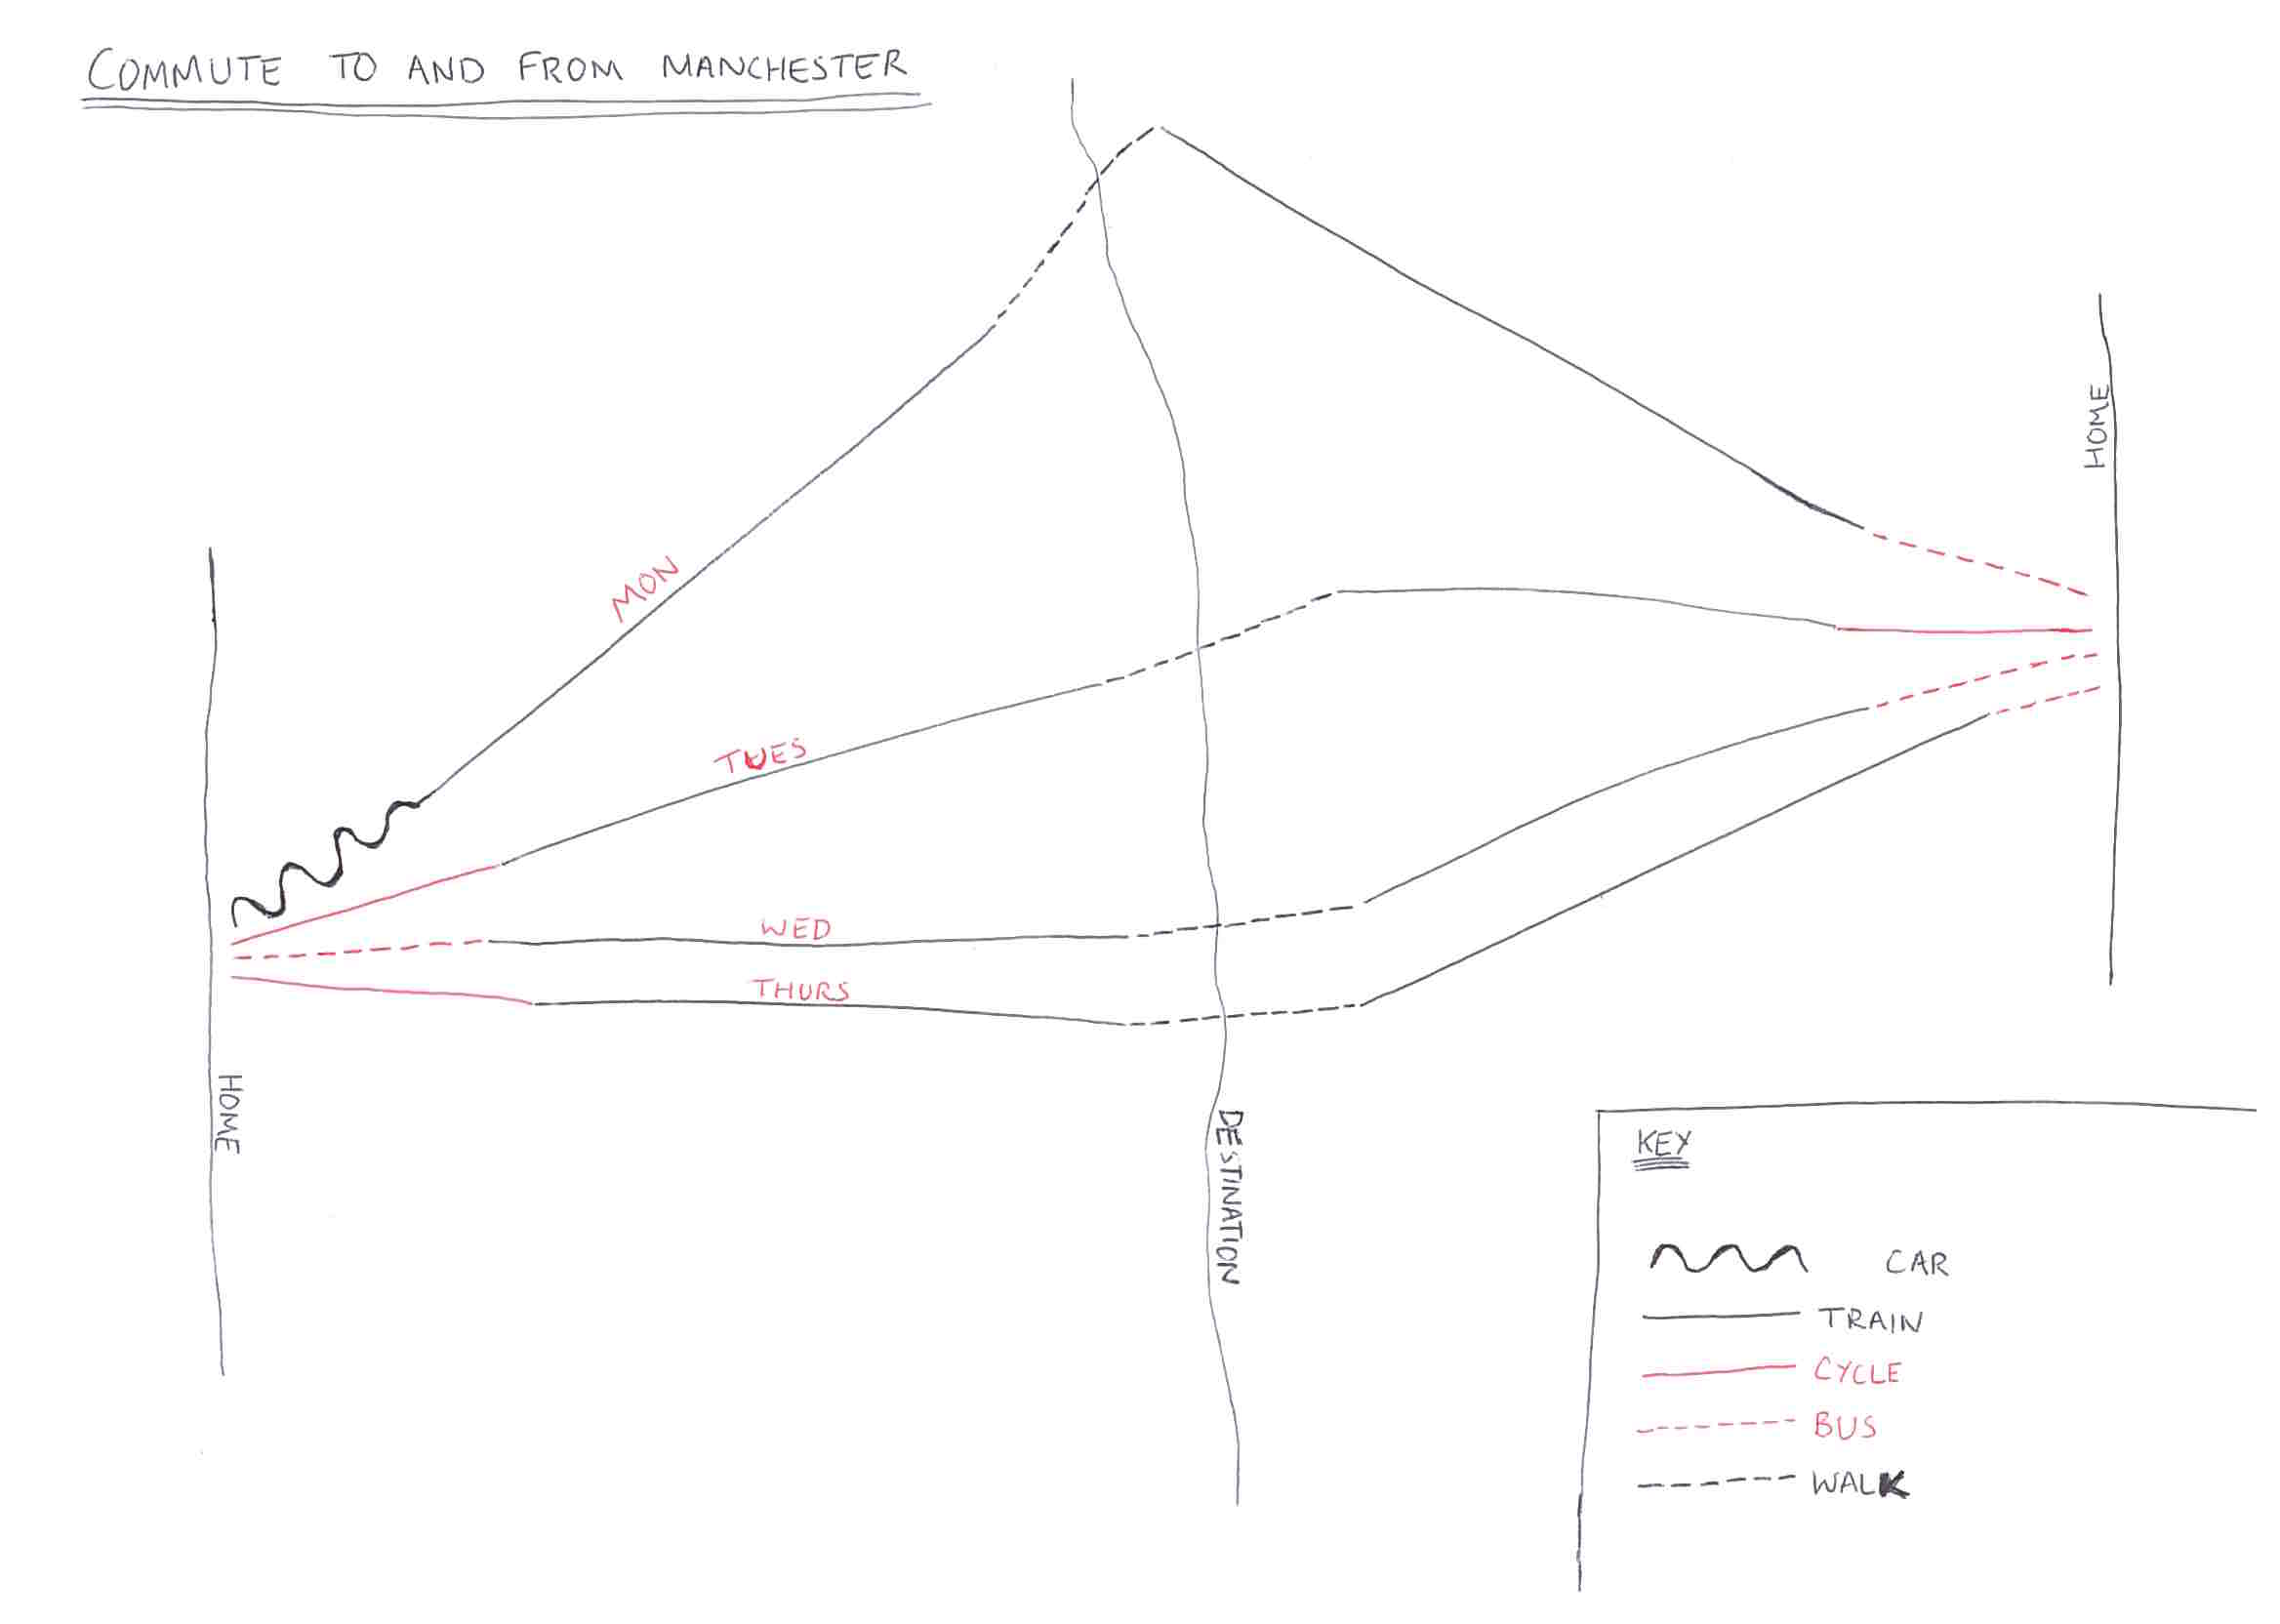 COMMUTE TO AND FROM MANCHESTER
MON
TUES
WED
THURS
HOME
DESTINATION
HOME
KEY
CAR
TRAIN
CYCLE
BUS
WALK